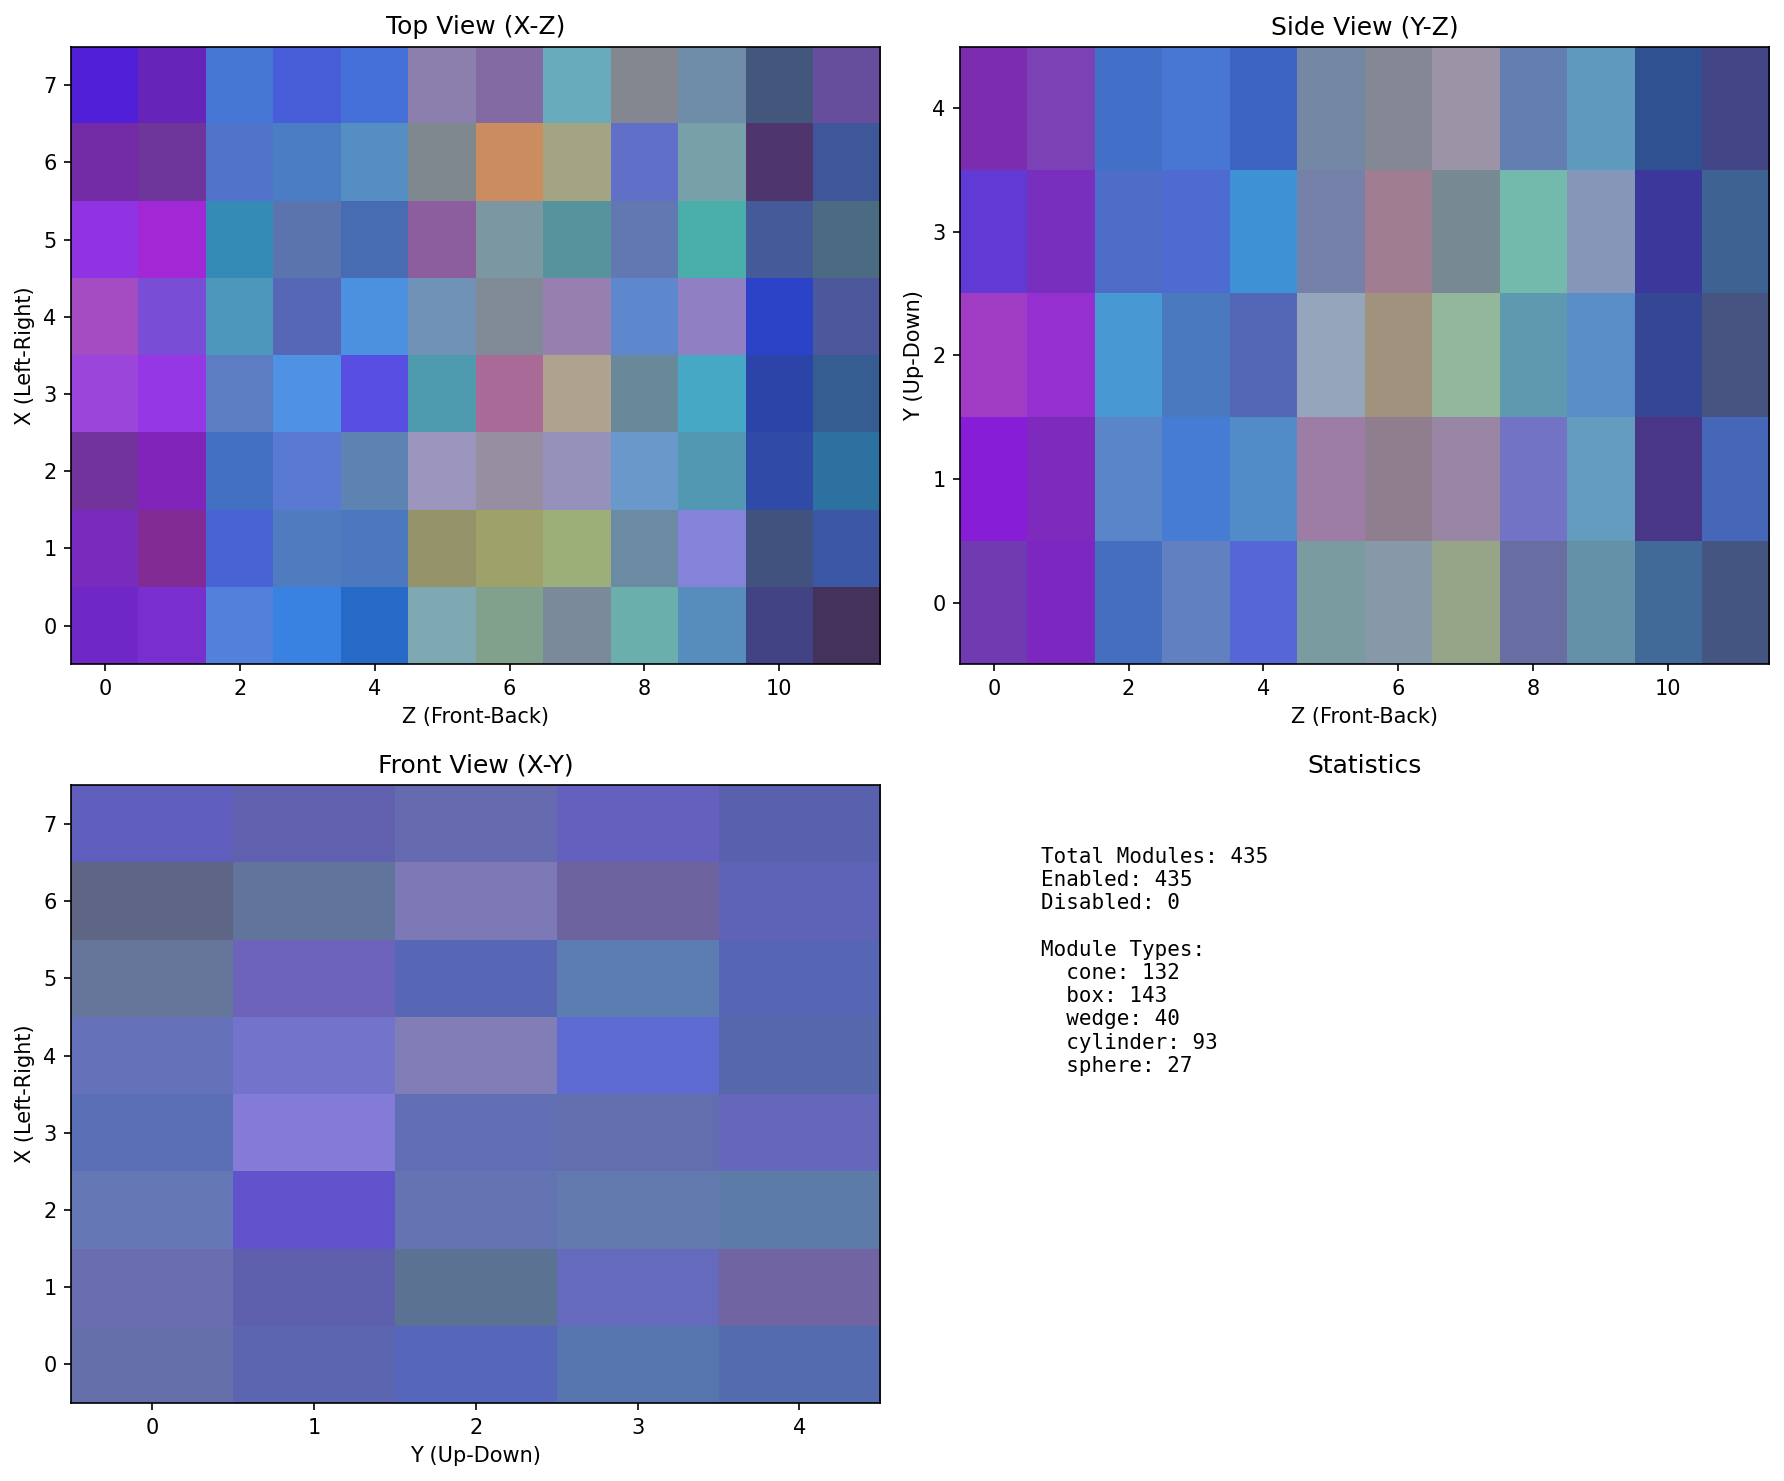 Top View (X-Z)
7
6
5
4
3
2
1
0
X (Left-Right)
0 2 4 6 8 10
Z (Front-Back)
Side View (Y-Z)
4
3
2
1
0
Y (Up-Down)
0 2 4 6 8 10
Z (Front-Back)
Front View (X-Y)
7
6
5
4
3
2
1
0
X (Left-Right)
0 1 2 3 4
Y (Up-Down)
Statistics
Total Modules: 435
Enabled: 435
Disabled: 0
Module Types:
cone: 132
box: 143
wedge: 40
cylinder: 93
sphere: 27